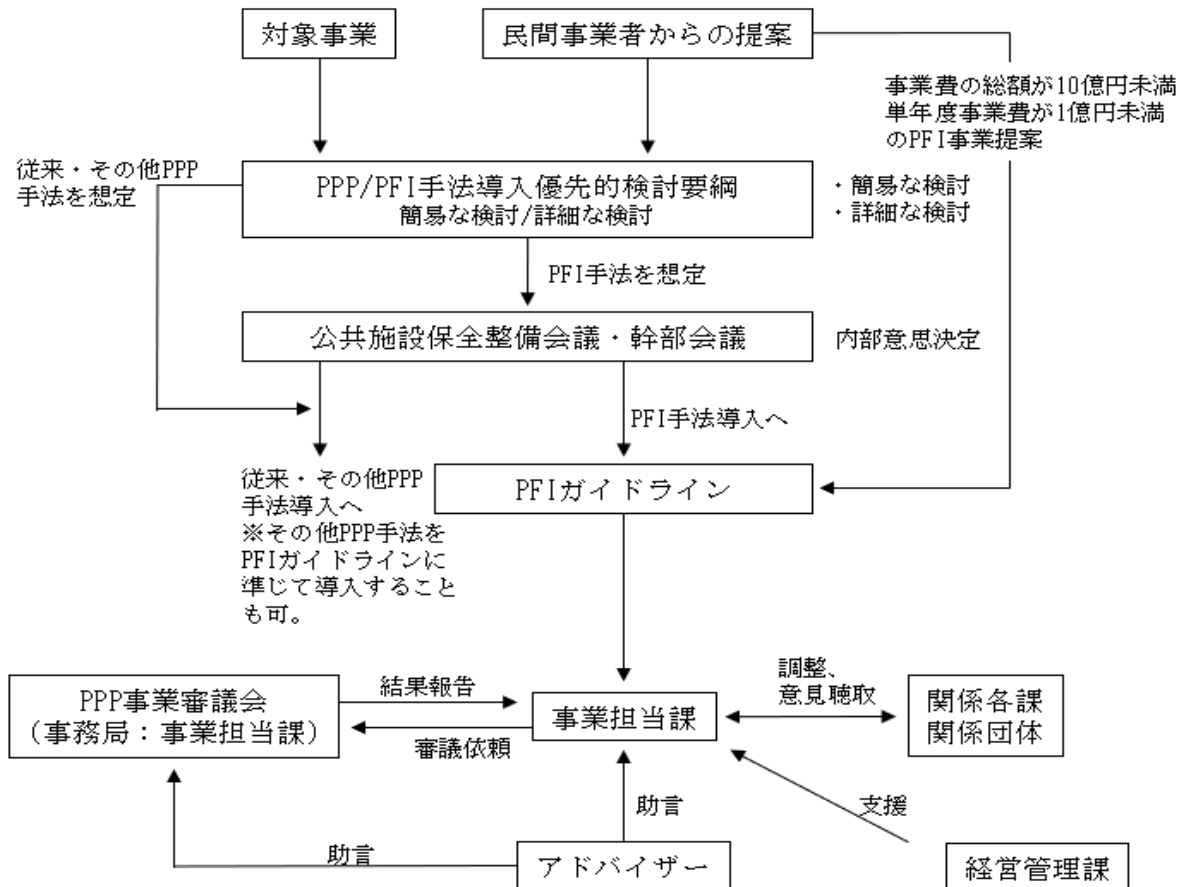 対象事業
民間事業者からの提案
事業費の総額が10億円未満
単年度事業費が1億円未満
のPFI事業提案
従来・その他PPP
手法を想定
PPP/PFI手法導入優先的検討要綱
簡易な検討/詳細な検討
・簡易な検討
・詳細な検討
PFI手法を想定
公共施設保全整備会議・幹部会議
内部意思決定
PFI手法導入へ
従来・その他PPP
手法導入へ
※その他PPP手法を
PFIガイドラインに
準じて導入すること
も可。
PFIガイドライン
PPP事業審議会
(事務局：事業担当課)
結果報告
審議依頼
事業担当課
調整、
意見聴取
関係各課
関係団体
助言
支援
助言
アドバイザー
経営管理課